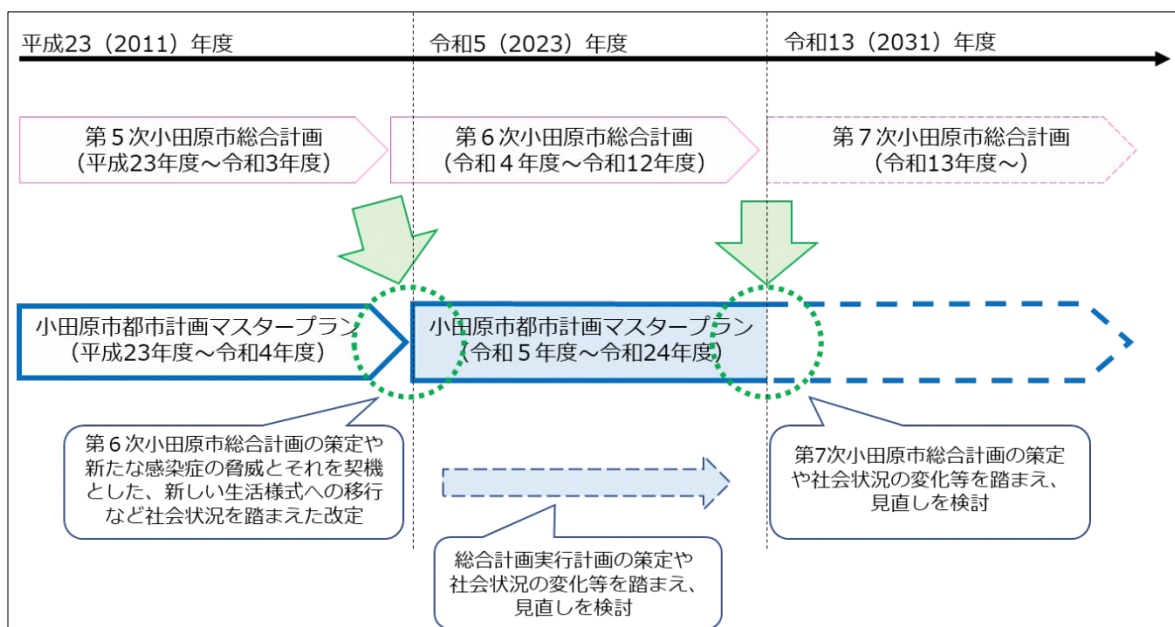 平成23（2011）年度
令和5（2023）年度
令和13（2031）年度
第５次小田原市総合計画
（平成23年度～令和3年度）
第６次小田原市総合計画
（令和４年度～令和12年度）
第７次小田原市総合計画
（令和13年度～）
小田原市都市計画マスタープラン
（平成23年度～令和4年度）
小田原市都市計画マスタープラン
（令和５年度～令和24年度）
第６次小田原市総合計画の策定や
新たな感染症の脅威とそれを契機
とした、新しい生活様式への移行
など社会状況を踏まえた改定
総合計画実行計画の策定や
社会状況の変化等を踏まえ、
見直しを検討
第7次小田原市総合計画の策定
や社会状況の変化等を踏まえ、
見直しを検討